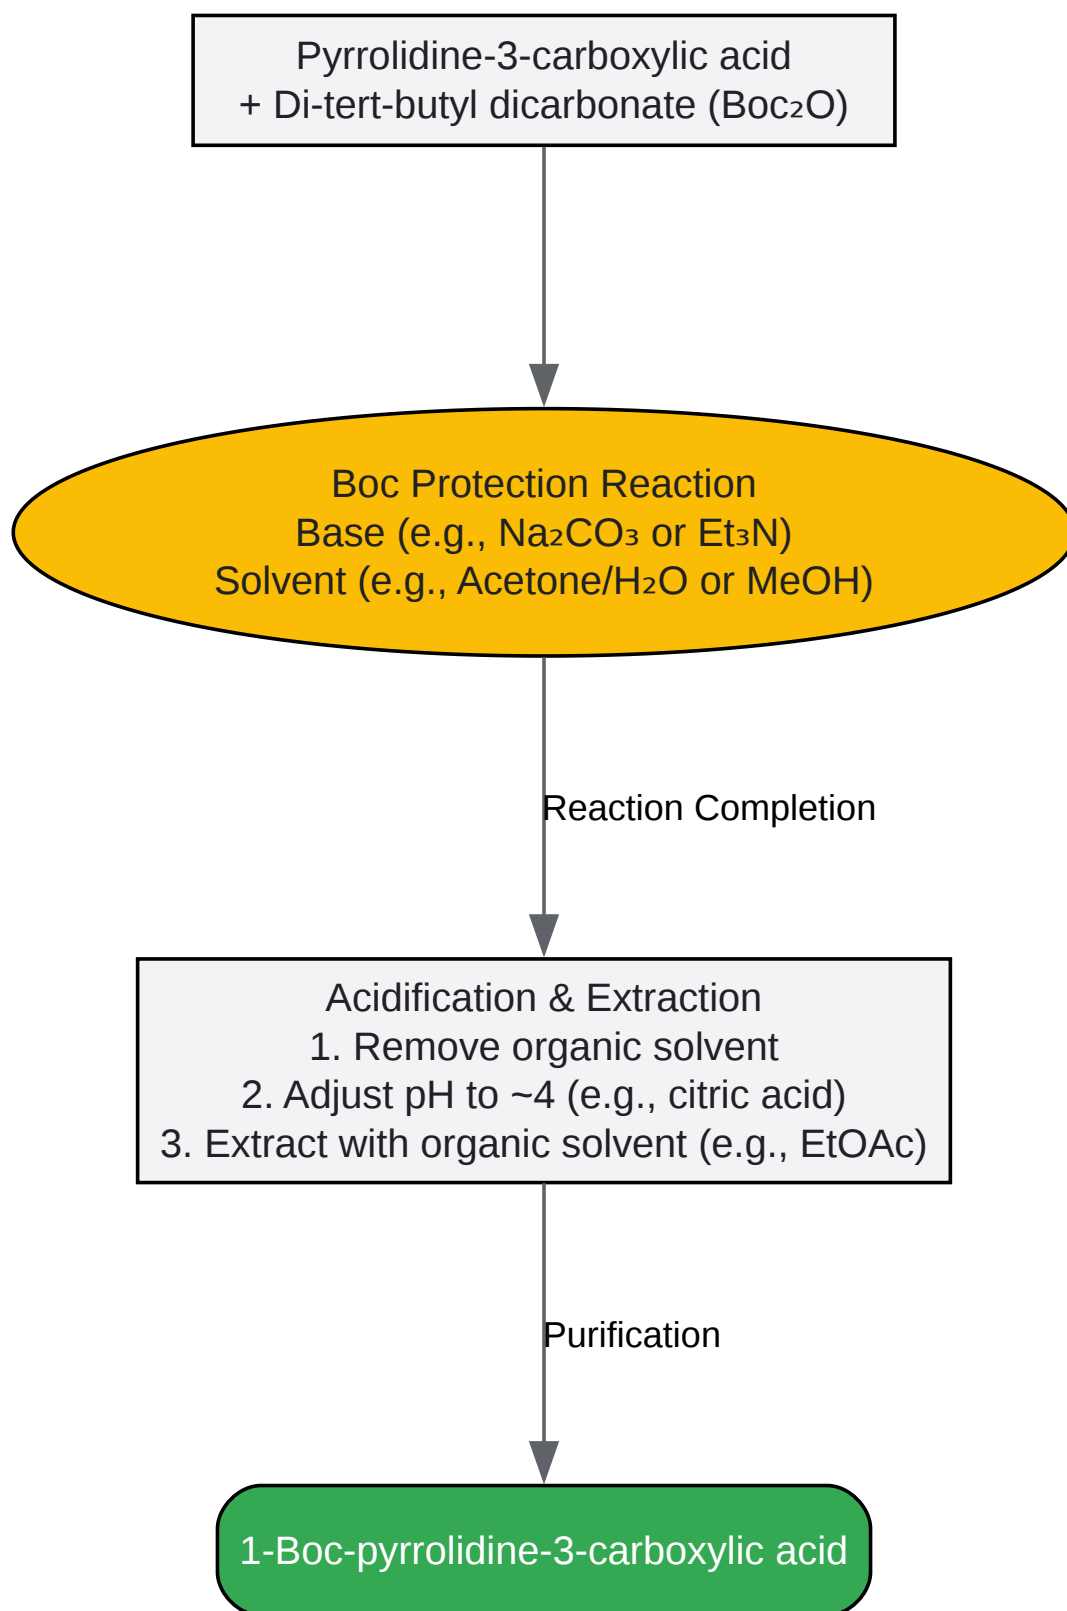 Pyrrolidine-3-carboxylic acid
+ Di-tert-butyl dicarbonate (Boc₂O)
Boc Protection Reaction
Base (e.g., Na₂CO₃ or Et₃N)
Solvent (e.g., Acetone/H₂O or MeOH)
Reaction Completion
Acidification & Extraction
1. Remove organic solvent
2. Adjust pH to ~4 (e.g., citric acid)
3. Extract with organic solvent (e.g., EtOAc)
Purification
1-Boc-pyrrolidine-3-carboxylic acid